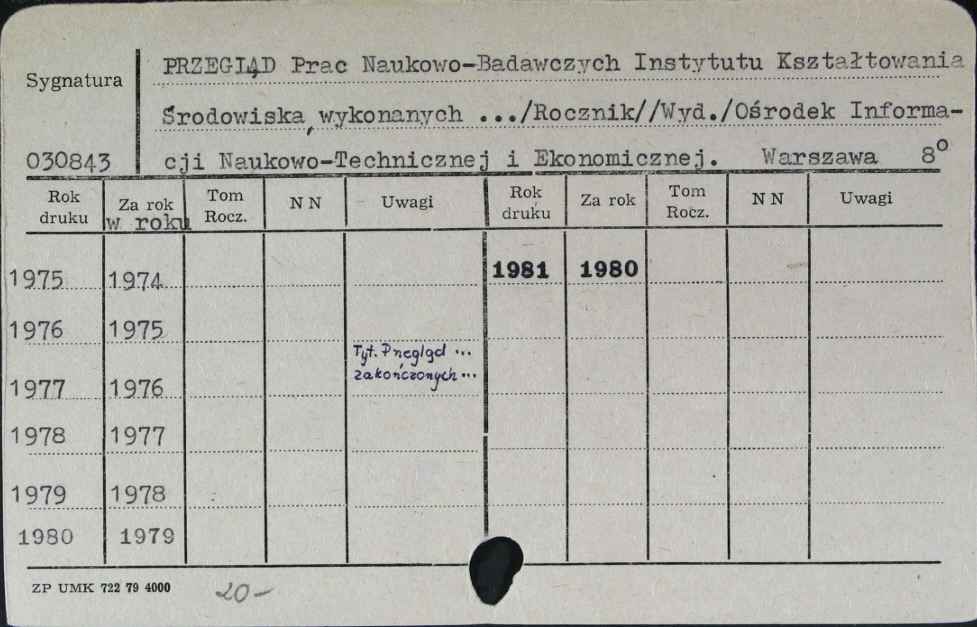 Sygnatura
PRZEGLĄD Prac Naukowo-Badawczych Instytutu Kształtowania
Środowiska, wykonanych .../Rocznik//Wyd./Ośrodek Informa-
030843 cji Naukowo-Technicznej i Ekonomicznej. Warszawa 8º
Rok druku Za rok w roku Tom Rocz. N N Uwagi Rok druku Za rok Tom Rocz. N N Uwagi
1975 1974 1981 1980
1976 1975
Tyt. Przegląd ...
zakończonych ...
1977 1976
1978 1977
1979 1978
1980 1979
ZP UMK 722 79 4000 20-